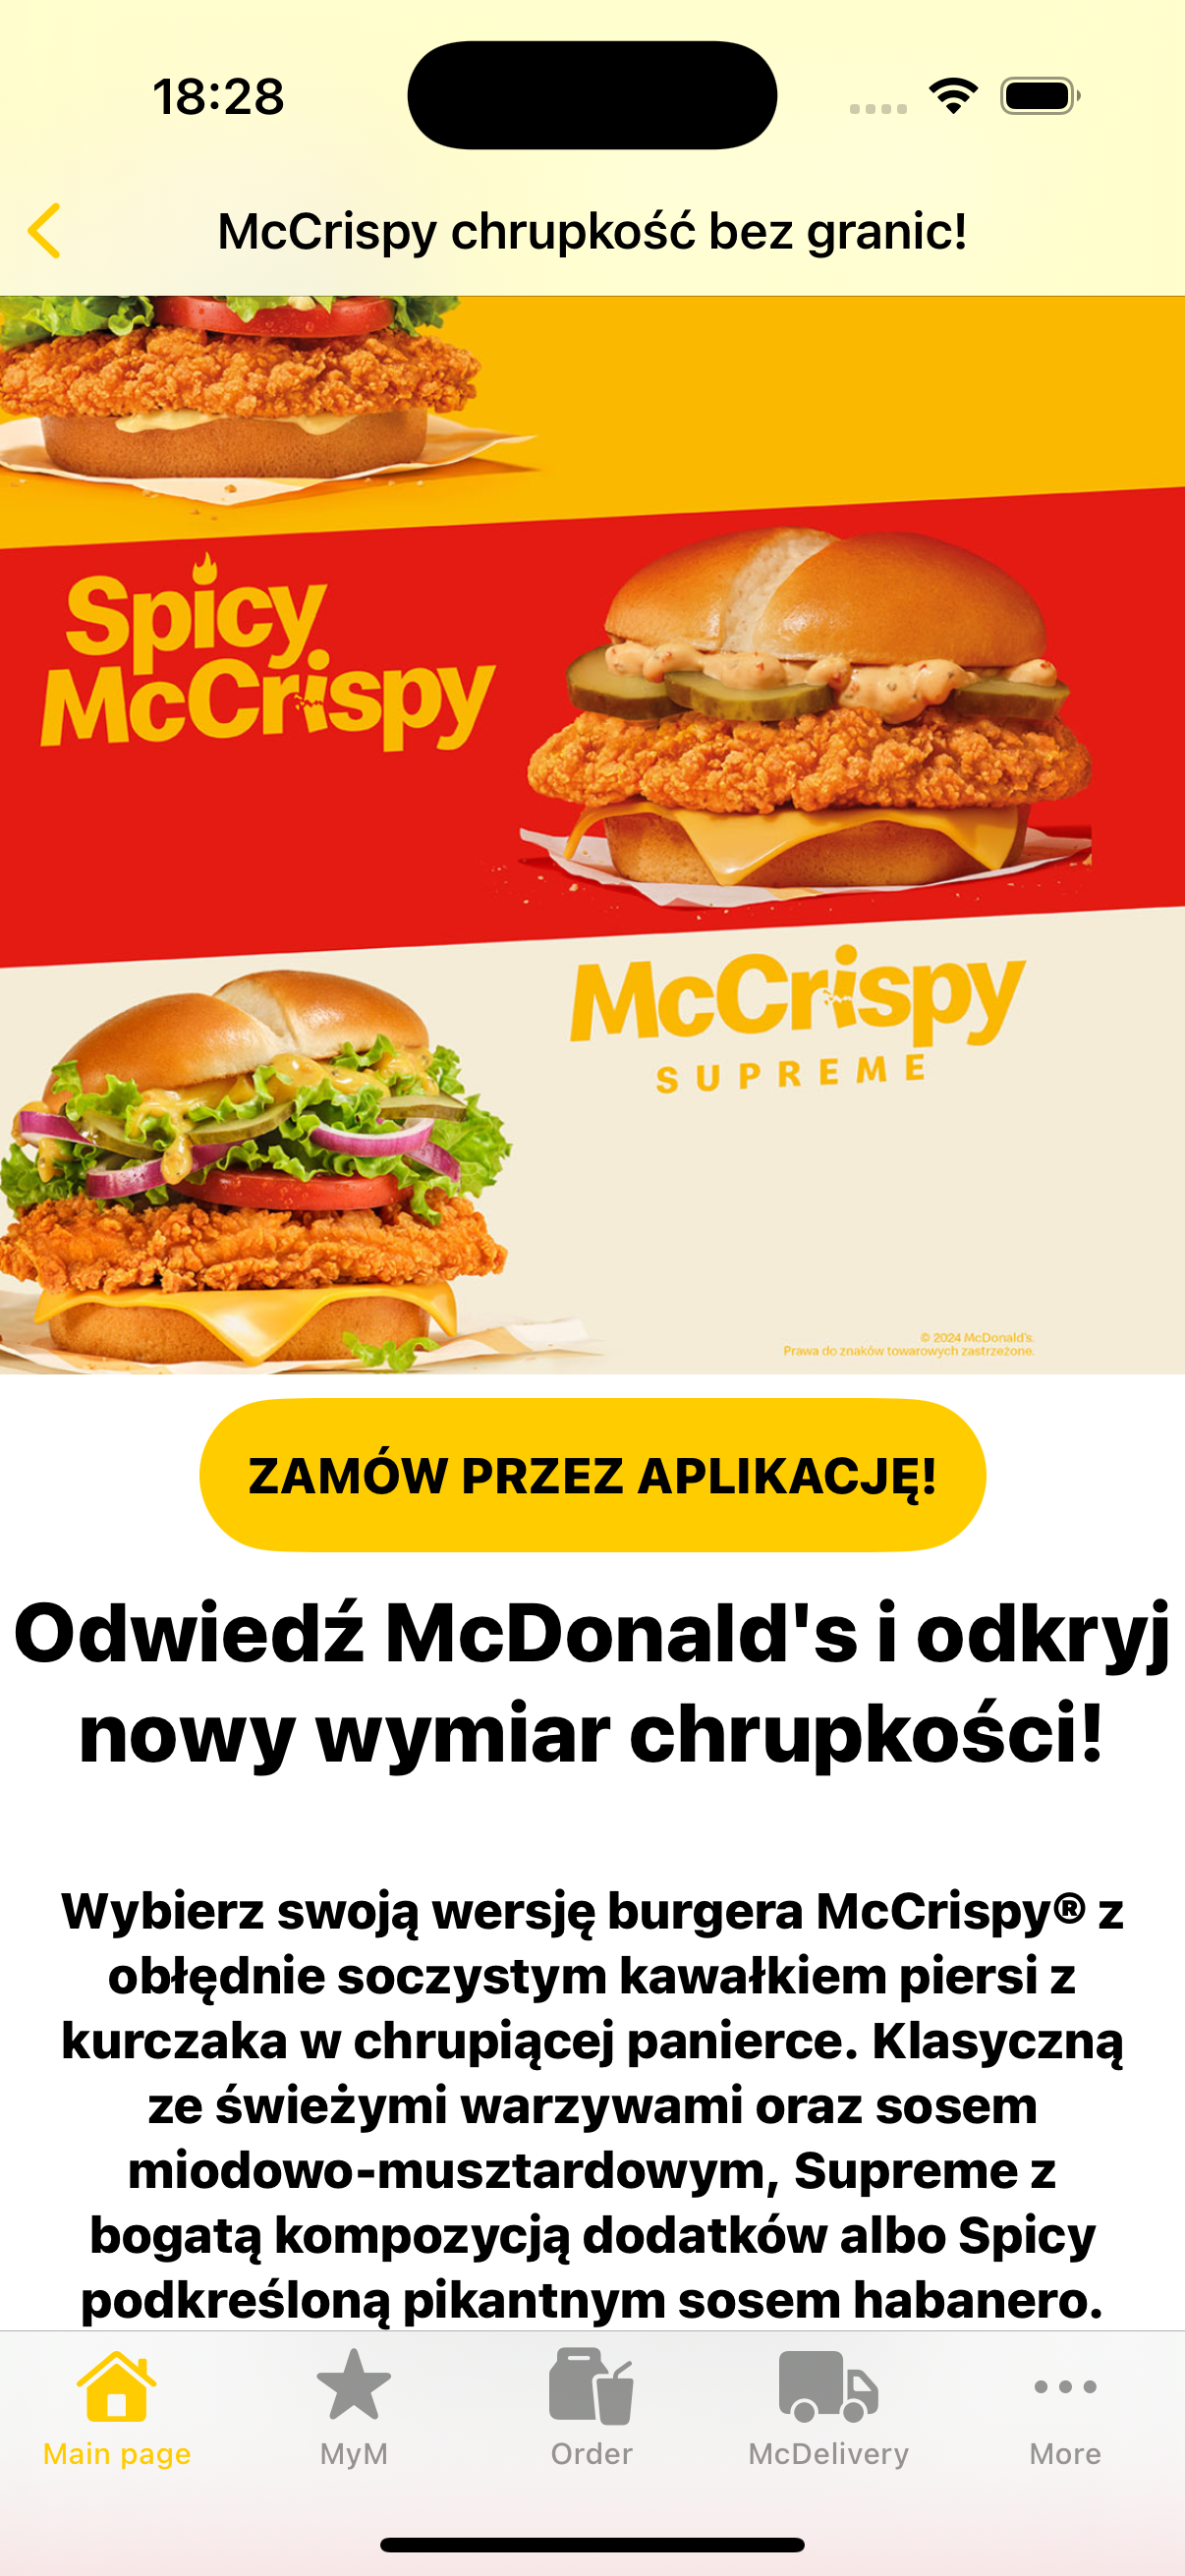 18:28
McCrispy chrupkość bez granic!
Spicy
McCrispy
McCrispy
SUPREME
© 2024 McDonald's.
Prawa do znaków towarowych zastrzeżone.
ZAMÓW PRZEZ APLIKACJĘ!
Odwiedź McDonald's i odkryj
nowy wymiar chrupkości!
Wybierz swoją wersję burgera McCrispy® z
obłędnie soczystym kawałkiem piersi z
kurczaka w chrupiącej panierce. Klasyczną
ze świeżymi warzywami oraz sosem
miodowo-musztardowym, Supreme z
bogatą kompozycją dodatków albo Spicy
podkreśloną pikantnym sosem habanero.
Main page
MyM
Order
McDelivery
More